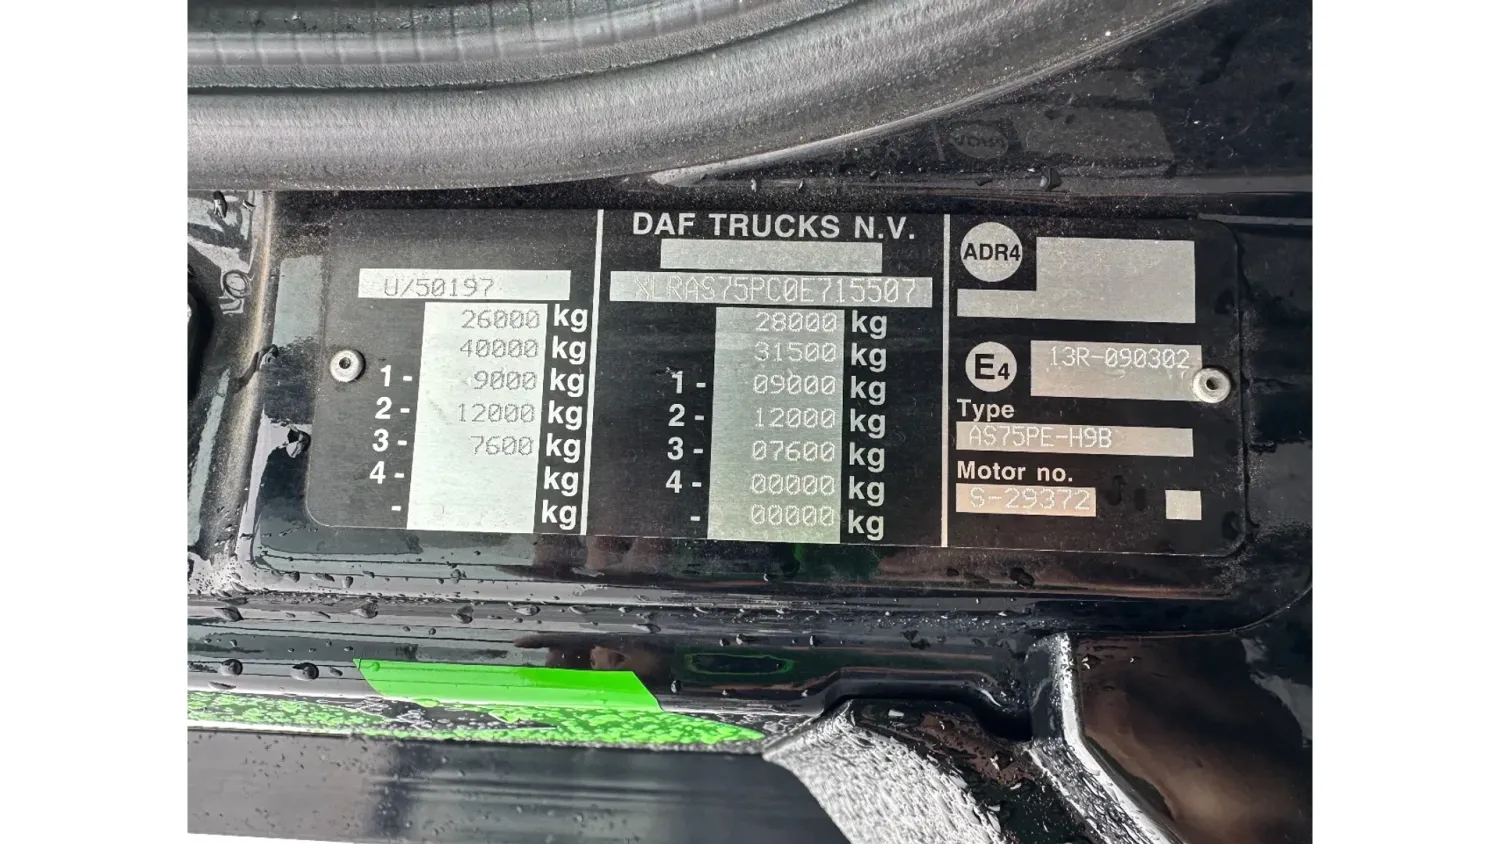 U/50197
26000 kg
40000 kg
1- 9000 kg
2- 12000 kg
3- 7600 kg
4- kg
- kg
DAF TRUCKS N.V.
XLRAS75PC0E715507
28000 kg
31500 kg
1- 09000 kg
2- 12000 kg
3- 07600 kg
4- 00000 kg
- 00000 kg
ADR4
E4 13R-090302
Type
AS75PE-H9B
Motor no.
S-29372